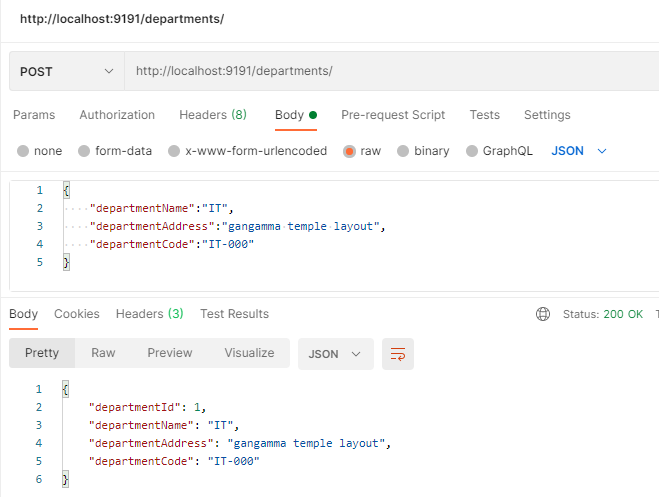 http://localhost:9191/departments/
POST http://localhost:9191/departments/
Params Authorization Headers (8) Body Pre-request Script Tests Settings
none form-data x-www-form-urlencoded raw binary GraphQL JSON
1 {
2 "departmentName":"IT",
3 "departmentAddress":"gangamma temple layout",
4 "departmentCode":"IT-000"
5 }
Body Cookies Headers (3) Test Results Status: 200 OK
Pretty Raw Preview Visualize JSON
1 {
2 "departmentId": 1,
3 "departmentName": "IT",
4 "departmentAddress": "gangamma temple layout",
5 "departmentCode": "IT-000"
6 }